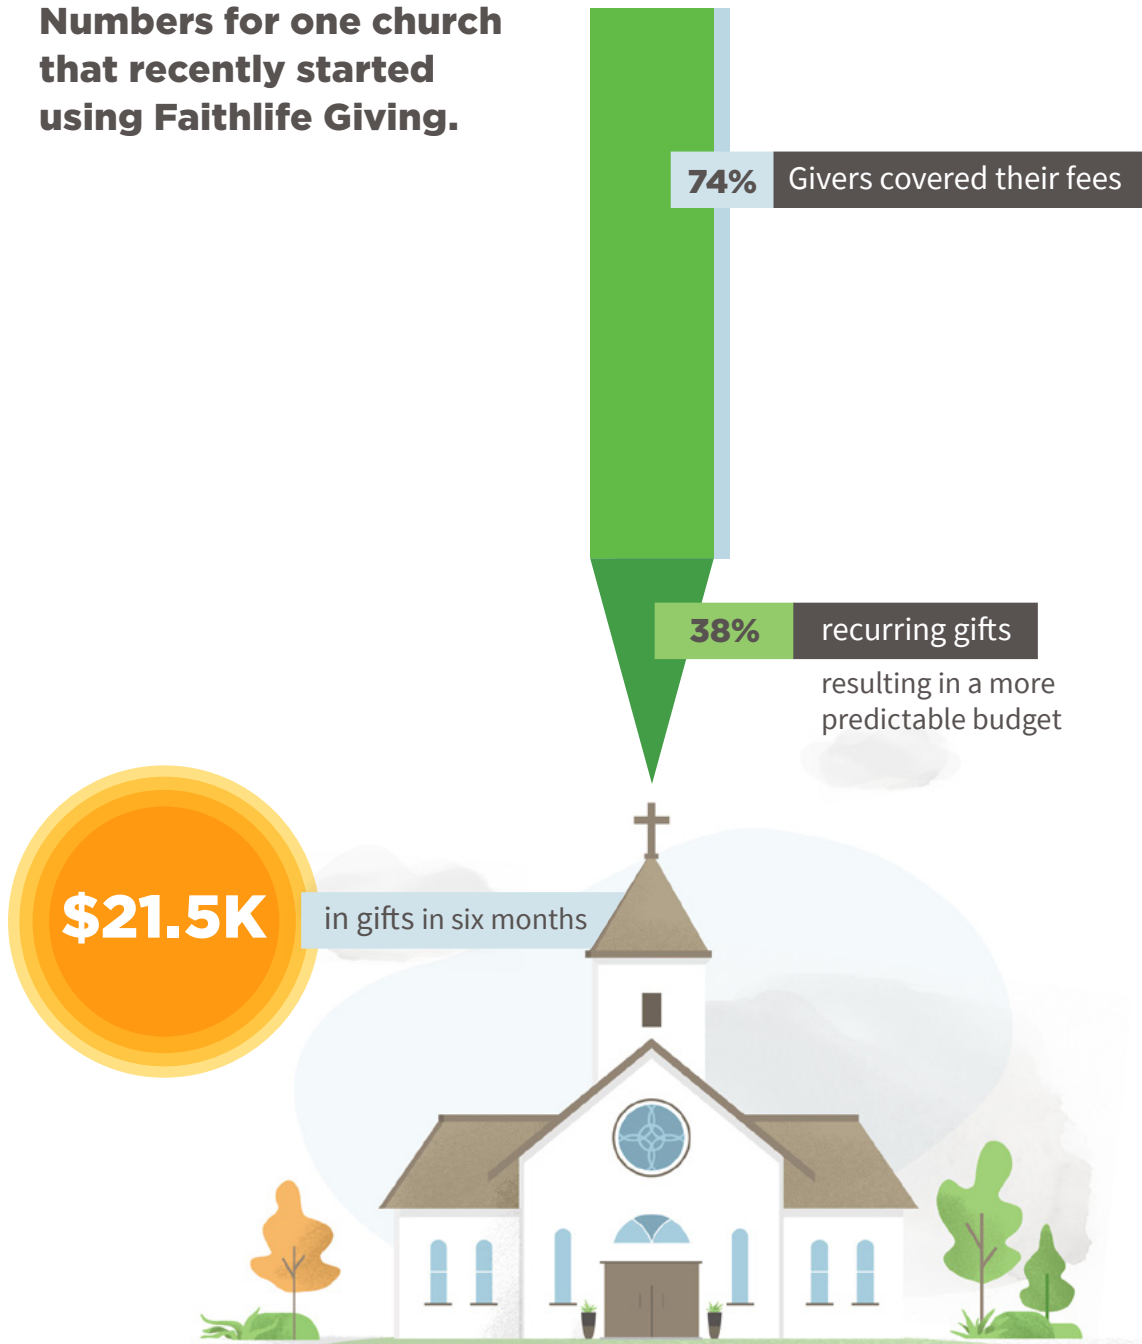 Numbers for one church
that recently started
using Faithlife Giving.
74% Givers covered their fees
38% recurring gifts
resulting in a more
predictable budget
$21.5K in gifts in six months